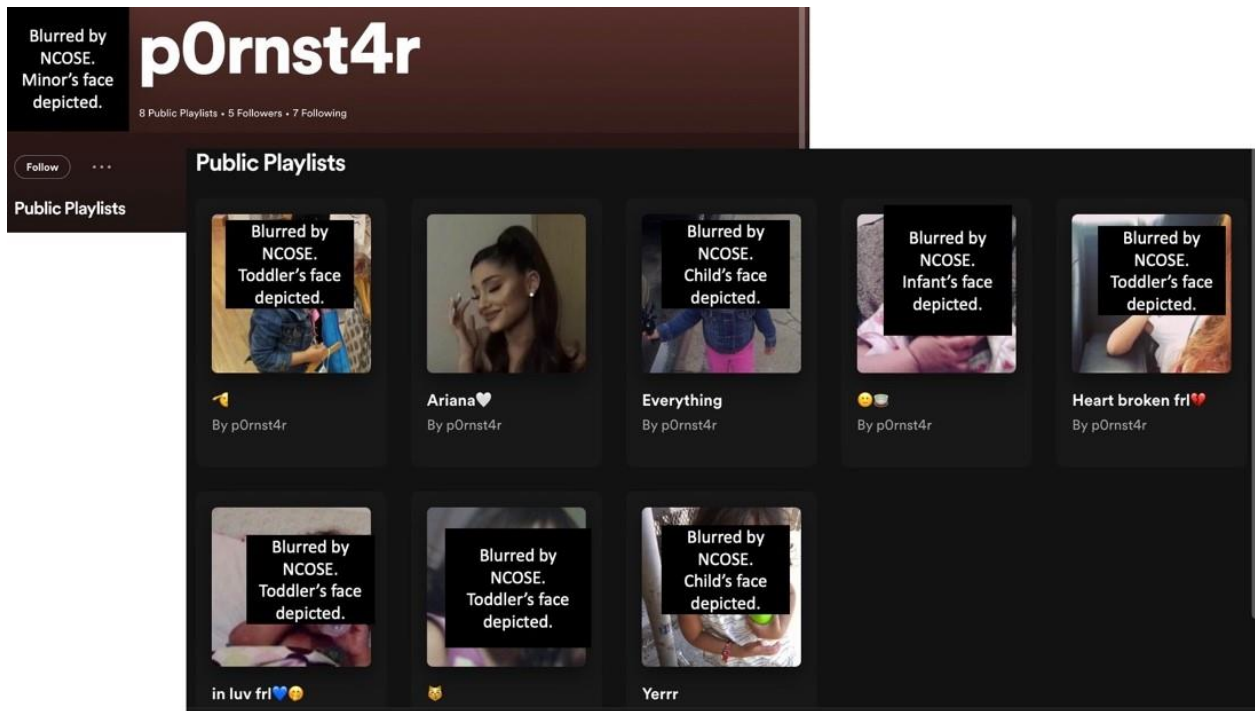 Blurred by
NCOSE.
Minor's face
depicted.
p0rnst4r
8 Public Playlists • 5 Followers • 7 Following
Follow
Public Playlists
Public Playlists
Blurred by
NCOSE.
Toddler's face
depicted.
🫲
By p0rnst4r
Ariana🤍
By p0rnst4r
Blurred by
NCOSE.
Child's face
depicted.
Everything
By p0rnst4r
Blurred by
NCOSE.
Infant's face
depicted.
By p0rnst4r
Blurred by
NCOSE.
Toddler's face
depicted.
Heart broken frl💔
By p0rnst4r
Blurred by
NCOSE.
Toddler's face
depicted.
in luv frl💙🤭
Blurred by
NCOSE.
Toddler's face
depicted.
Blurred by
NCOSE.
Child's face
depicted.
Yerrr